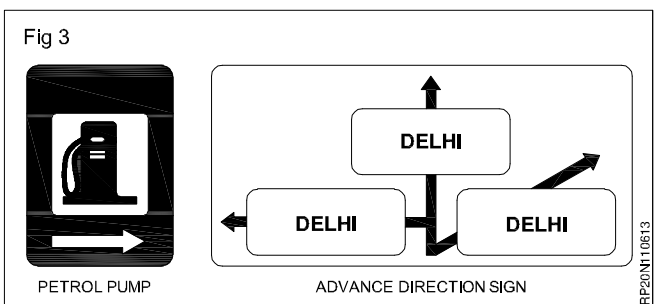 Fig 3
DELHI
DELHI
DELHI
PETROL PUMP
ADVANCE DIRECTION SIGN
RP20N110613